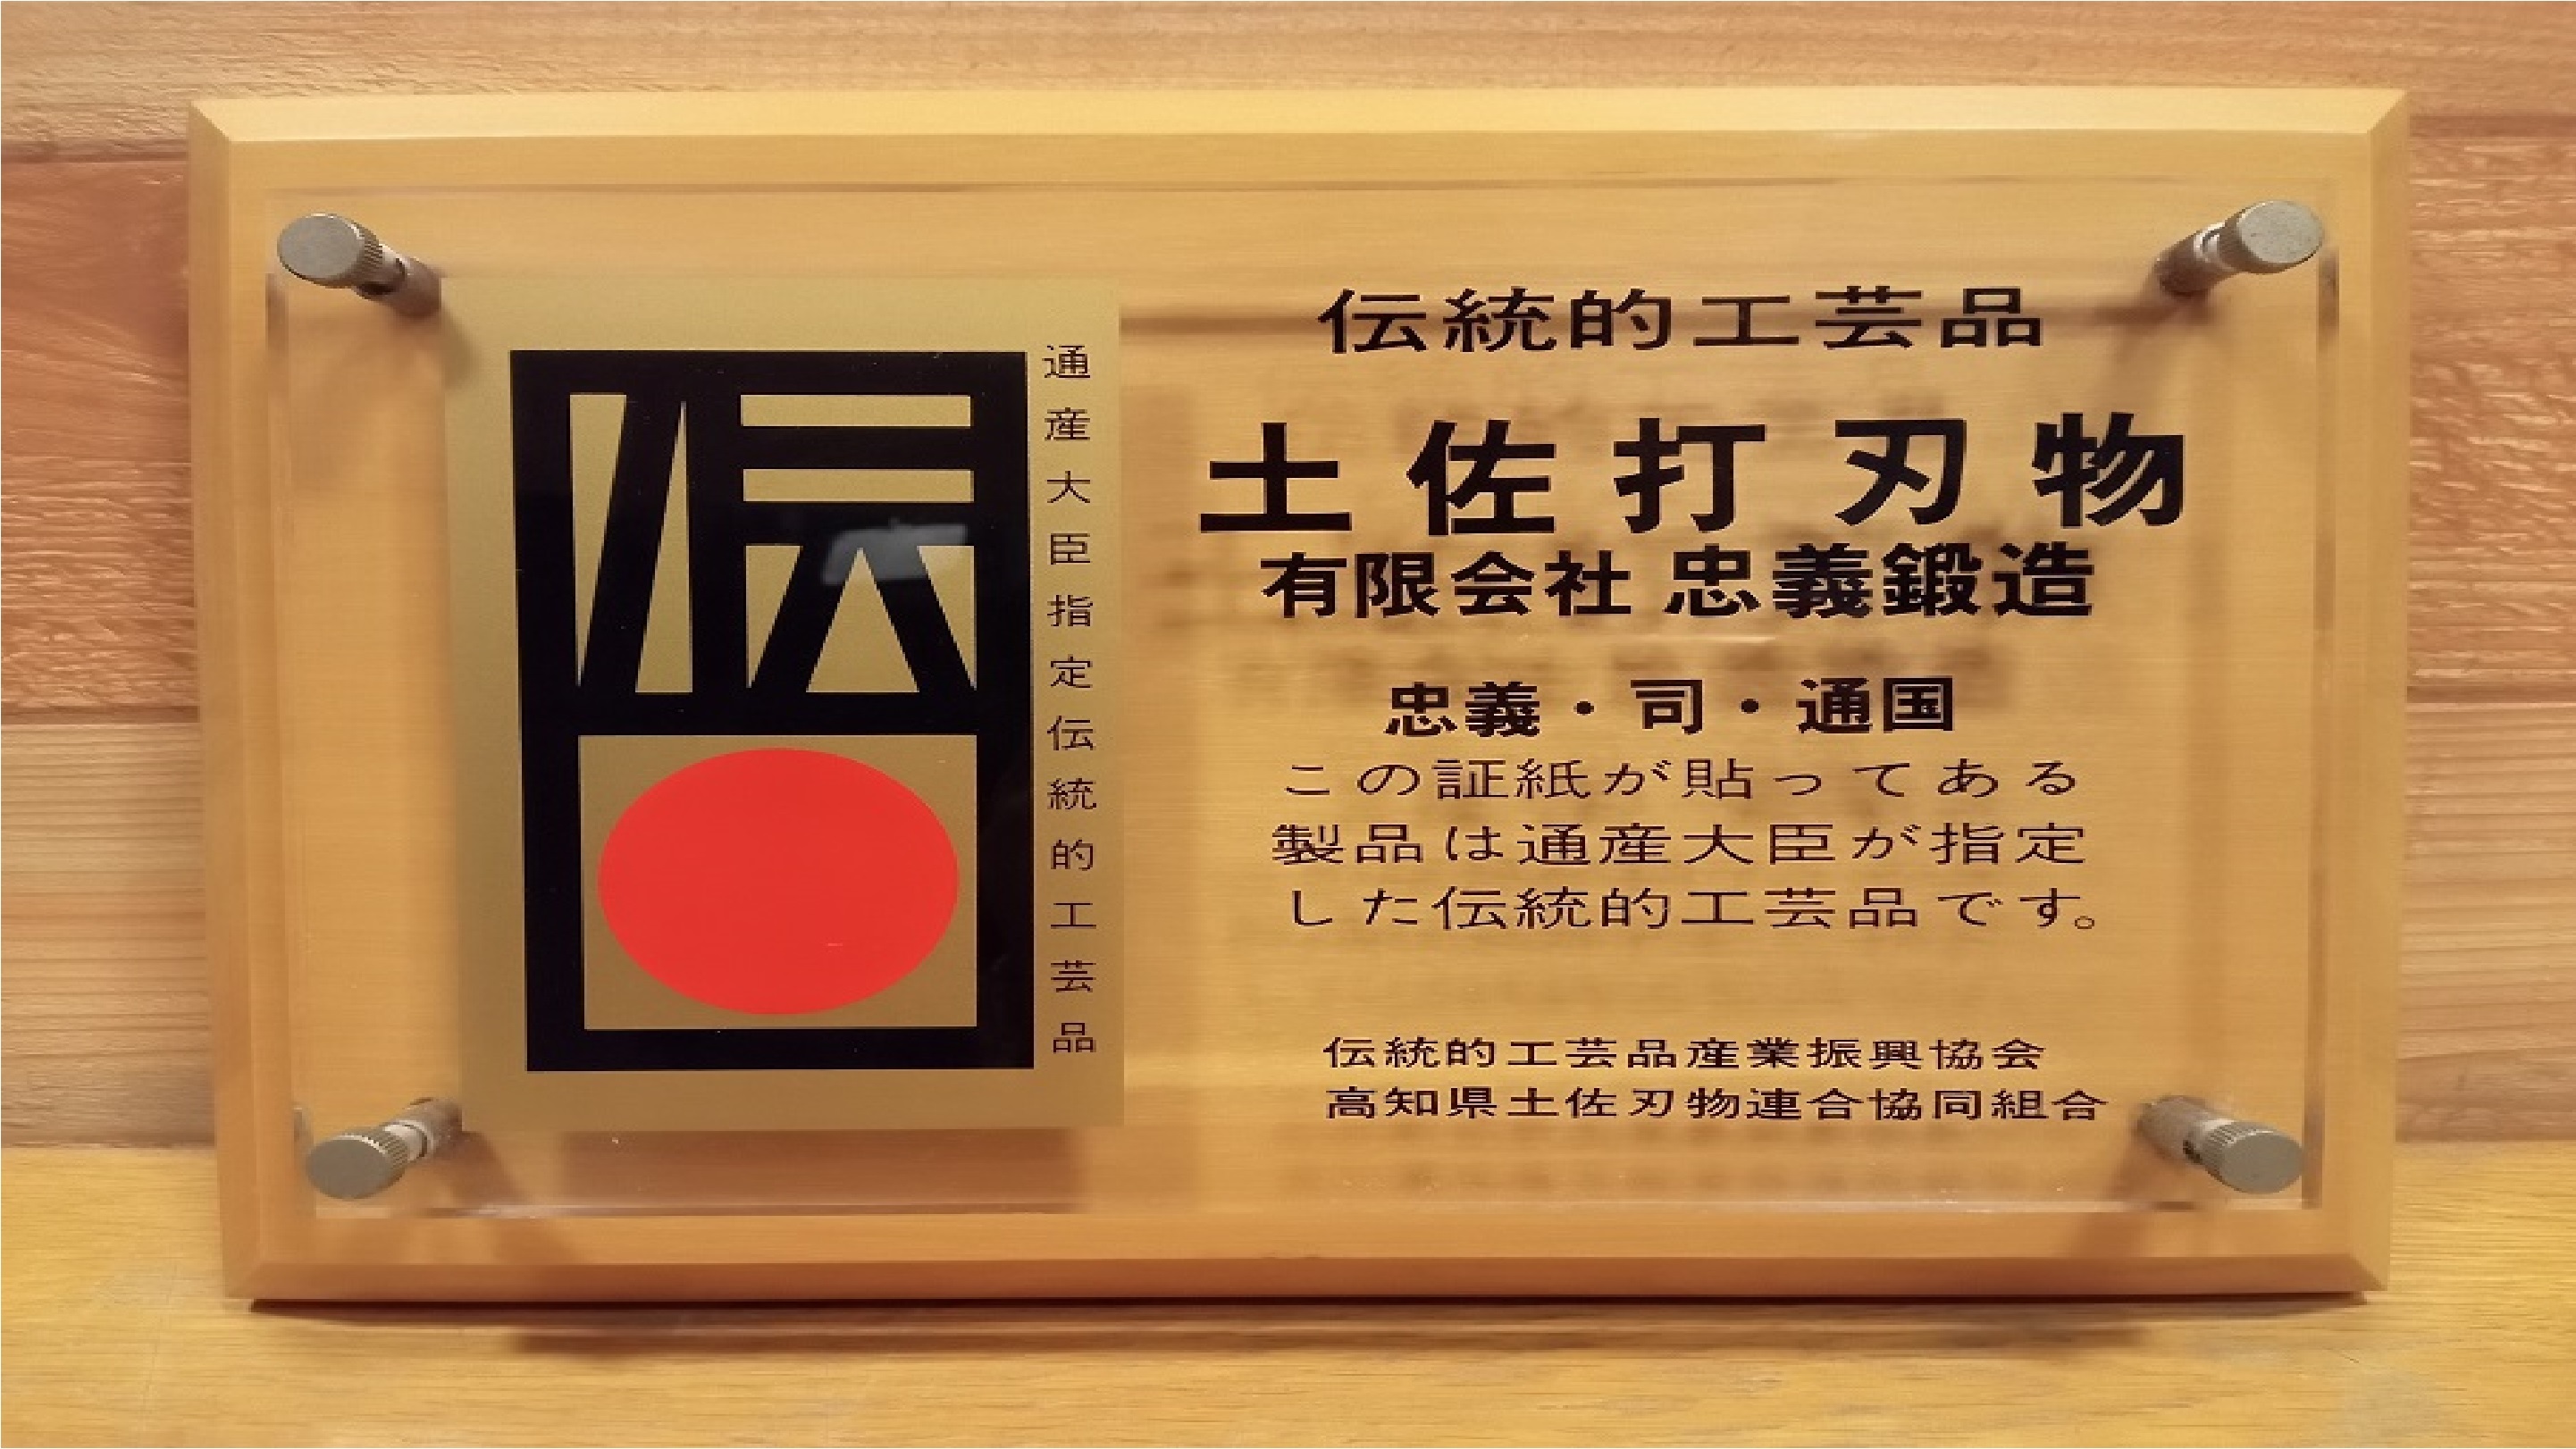 伝
通産大臣指定伝統的工芸品
伝統的工芸品
土佐打刃物
有限会社 忠義鍛造
忠義・司・通国
この証紙が貼ってある
製品は通産大臣が指定
した伝統的工芸品です。
伝統的工芸品産業振興協会
高知県土佐刃物連合協同組合